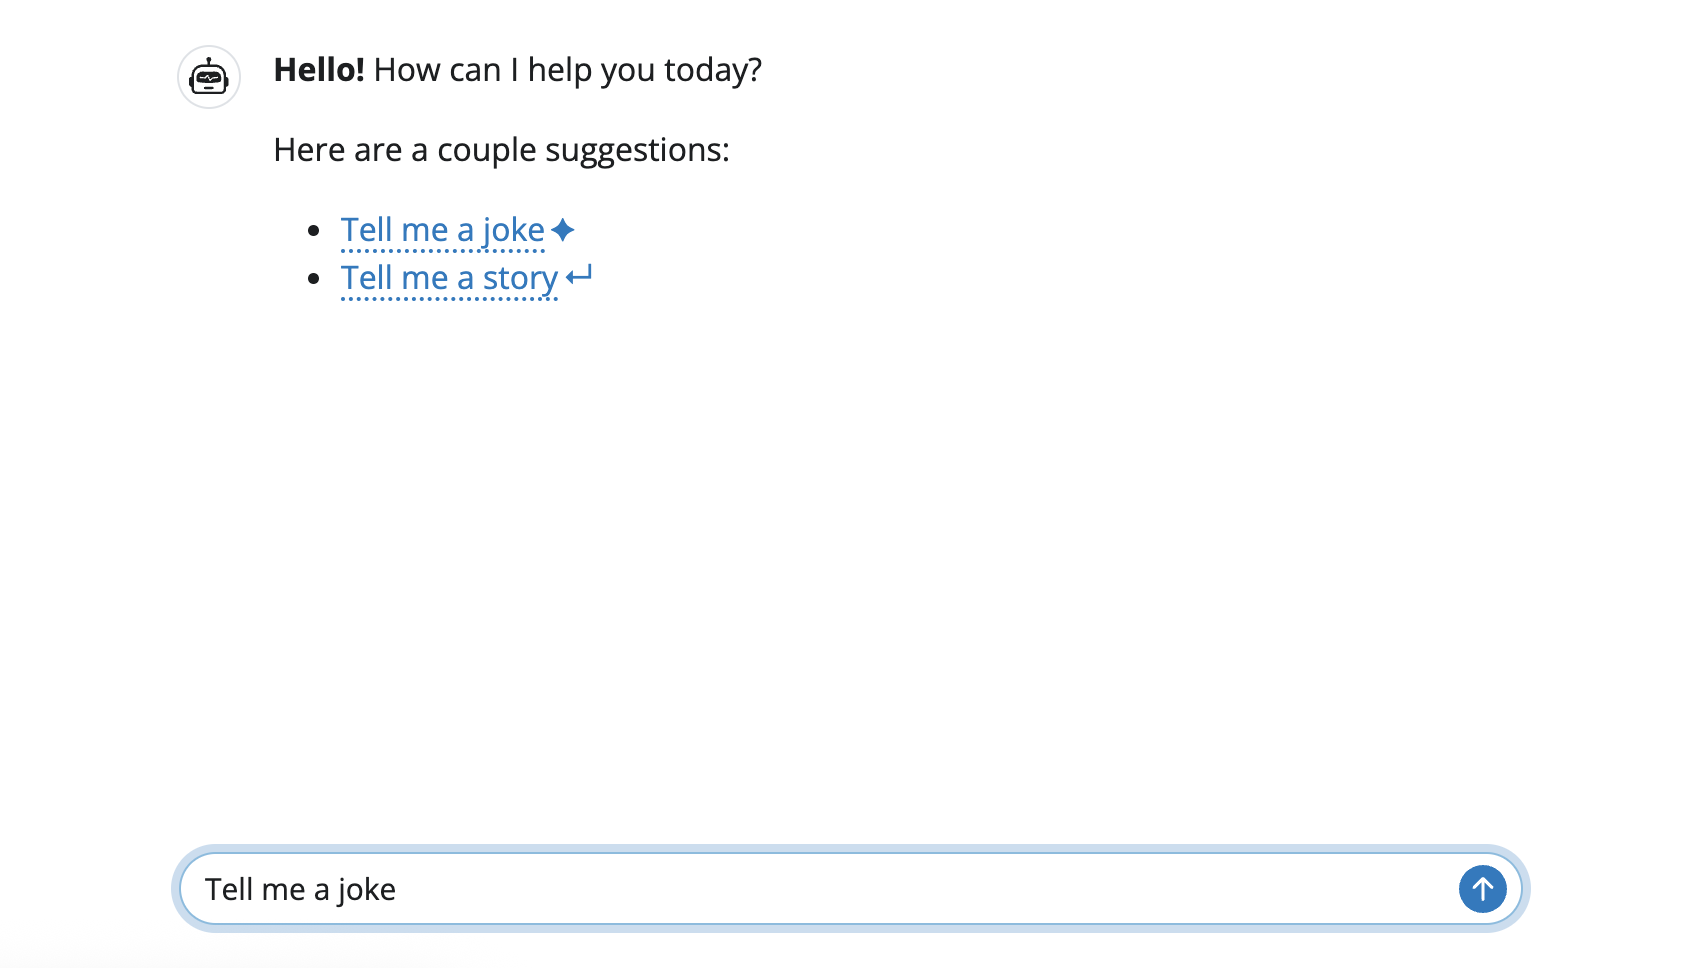 Hello! How can I help you today?
Here are a couple suggestions:
Tell me a joke
Tell me a story
Tell me a joke